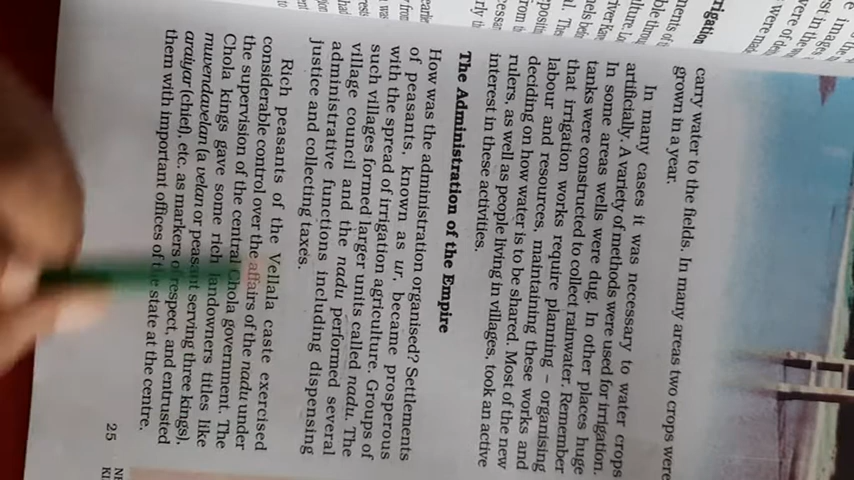 carry water to the fields. In many areas two crops were
grown in a year.
In many cases it was necessary to water crops
artificially. A variety of methods were used for irrigation.
In some areas wells were dug. In other places huge
tanks were constructed to collect rainwater. Remember
that irrigation works require planning – organising
labour and resources, maintaining these works and
deciding on how water is to be shared. Most of the new
rulers, as well as people living in villages, took an active
interest in these activities.
The Administration of the Empire
How was the administration organised? Settlements
of peasants, known as ur, became prosperous
with the spread of irrigation agriculture. Groups of
such villages formed larger units called nadu. The
village council and the nadu performed several
administrative functions including dispensing
justice and collecting taxes.
Rich peasants of the Vellala caste exercised
considerable control over the affairs of the nadu under
the supervision of the central Chola government. The
Chola kings gave some rich landowners titles like
muvendavelan (a velan or peasant serving three kings),
araiyar (chief), etc. as markers of respect, and entrusted
them with important offices of the state at the centre.
25
rrigation